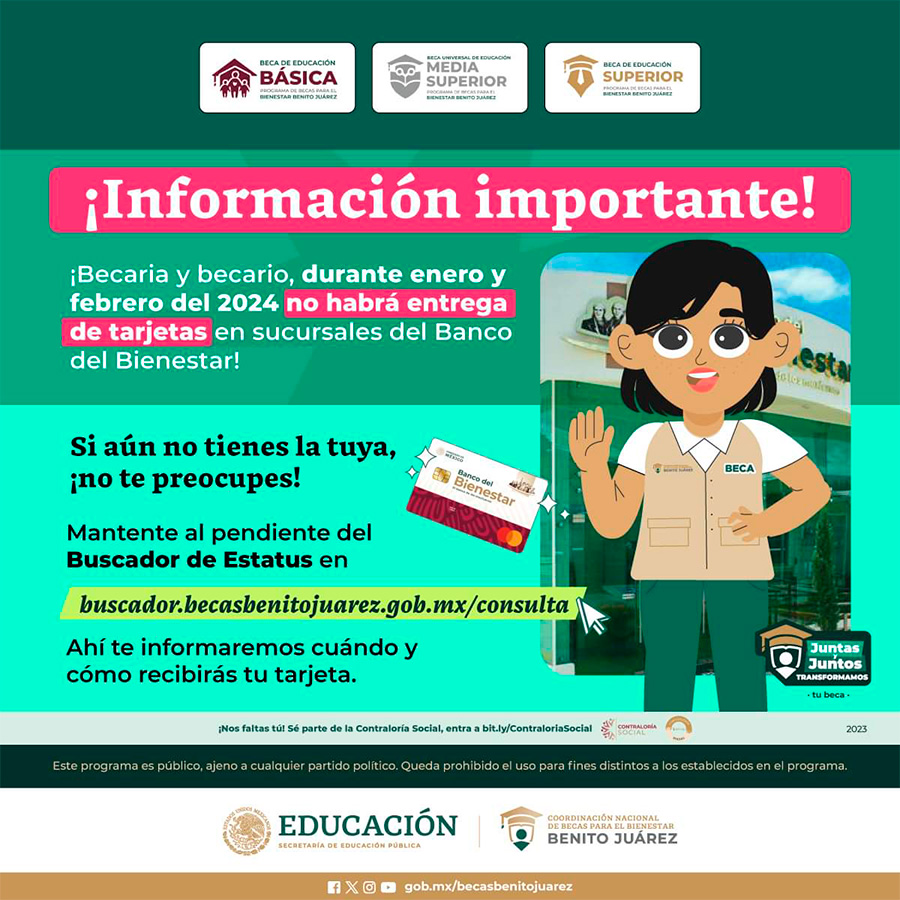 BECA DE EDUCACIÓN
BÁSICA
PROGRAMA DE BECAS PARA EL
BIENESTAR BENITO JUÁREZ
BECA UNIVERSAL DE EDUCACIÓN
MEDIA
SUPERIOR
PROGRAMA DE BECAS PARA EL
BIENESTAR BENITO JUÁREZ
BECA DE EDUCACIÓN
SUPERIOR
PROGRAMA DE BECAS PARA EL
BIENESTAR BENITO JUÁREZ
¡Información importante!
¡Becaria y becario, durante enero y
febrero del 2024 no habrá entrega
de tarjetas en sucursales del Banco
del Bienestar!
Si aún no tienes la tuya,
¡no te preocupes!
MÉXICO
Banco del
Bienestar
BECA
Mantente al pendiente del
Buscador de Estatus en
buscador.becasbenitojuarez.gob.mx/consulta
Ahí te informaremos cuándo y
cómo recibirás tu tarjeta.
Juntas
y
Juntos
TRANSFORMAMOS
· tu beca ·
¡Nos faltas tú! Sé parte de la Contraloría Social, entra a bit.ly/ContraloriaSocial
CONTRALORÍA
SOCIAL
2023
Este programa es público, ajeno a cualquier partido político. Queda prohibido el uso para fines distintos a los establecidos en el programa.
ESTADOS UNIDOS MEXICANOS
EDUCACIÓN
SECRETARÍA DE EDUCACIÓN PÚBLICA
COORDINACIÓN NACIONAL
DE BECAS PARA EL BIENESTAR
BENITO JUÁREZ
gob.mx/becasbenitojuarez